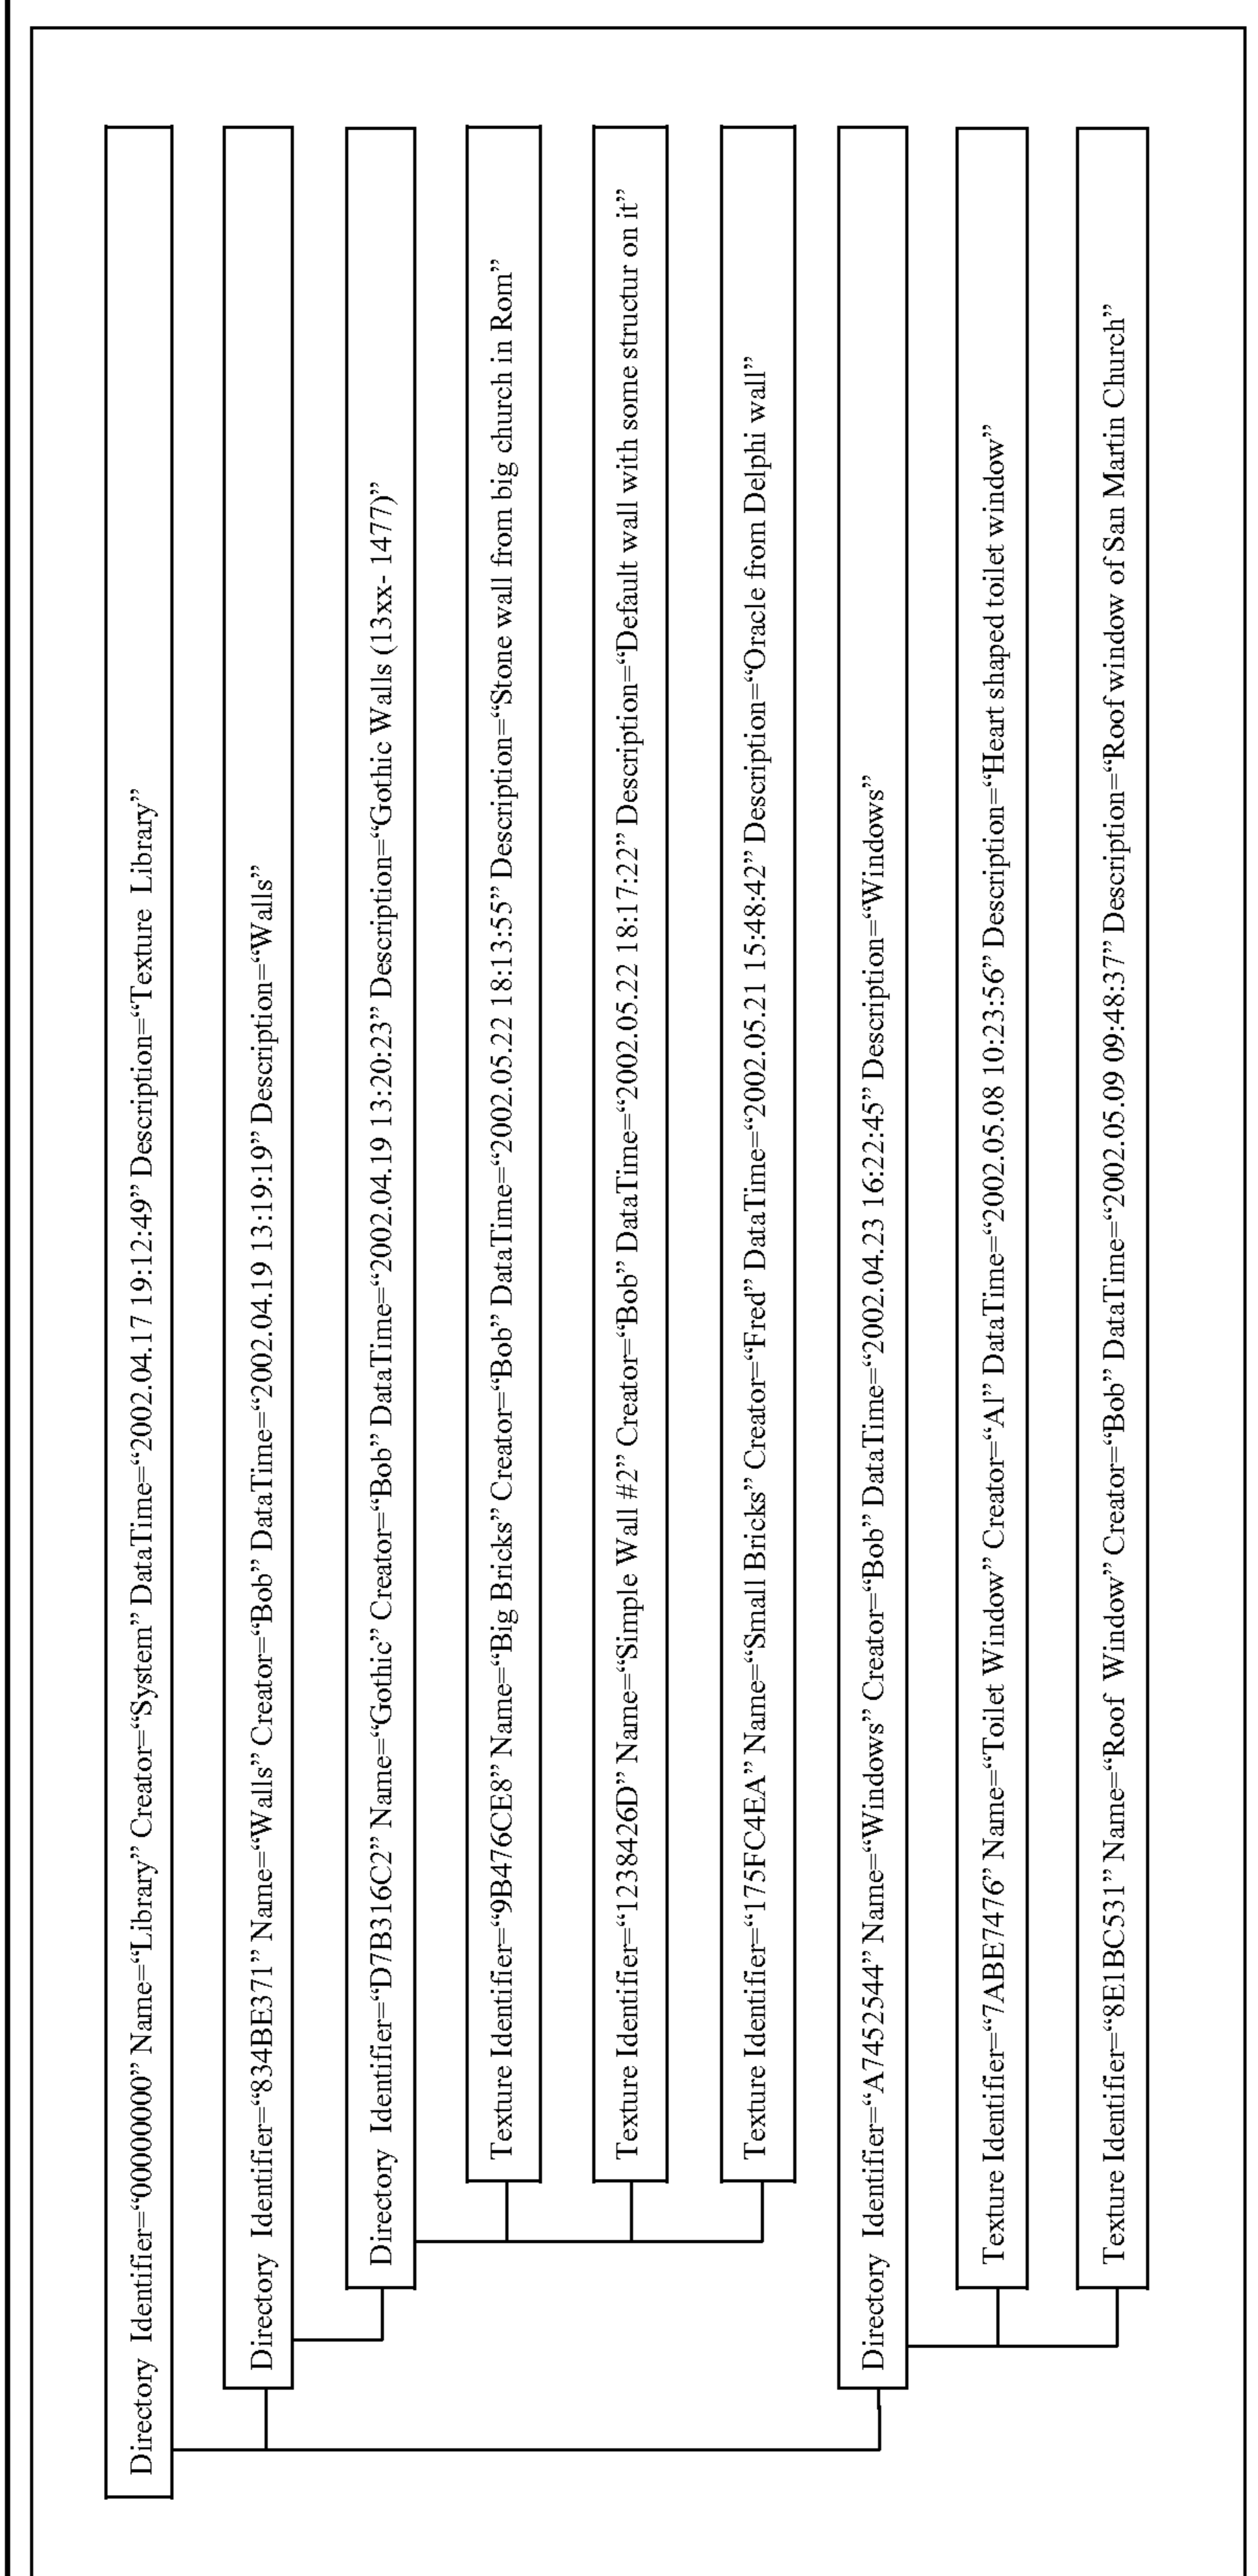 Directory Identifier=“00000000” Name=“Library” Creator=“System” DataTime=“2002.04.17 19:12:49” Description=“Texture Library”
Directory Identifier=“834BE371” Name=“Walls” Creator=“Bob” DataTime=“2002.04.19 13:19:19” Description=“Walls”
Directory Identifier=“D7B316C2” Name=“Gothic” Creator=“Bob” DataTime=“2002.04.19 13:20:23” Description=“Gothic Walls (13xx- 1477)”
Texture Identifier=“9B476CE8” Name=“Big Bricks” Creator=“Bob” DataTime=“2002.05.22 18:13:55” Description=“Stone wall from big church in Rom”
Texture Identifier=“1238426D” Name=“Simple Wall #2” Creator=“Bob” DataTime=“2002.05.22 18:17:22” Description=“Default wall with some structur on it”
Texture Identifier=“175FC4EA” Name=“Small Bricks” Creator=“Fred” DataTime=“2002.05.21 15:48:42” Description=“Oracle from Delphi wall”
Directory Identifier=“A7452544” Name=“Windows” Creator=“Bob” DataTime=“2002.04.23 16:22:45” Description=“Windows”
Texture Identifier=“7ABE7476” Name=“Toilet Window” Creator=“Al” DataTime=“2002.05.08 10:23:56” Description=“Heart shaped toilet window”
Texture Identifier=“8E1BC531” Name=“Roof Window” Creator=“Bob” DataTime=“2002.05.09 09:48:37” Description=“Roof window of San Martin Church”